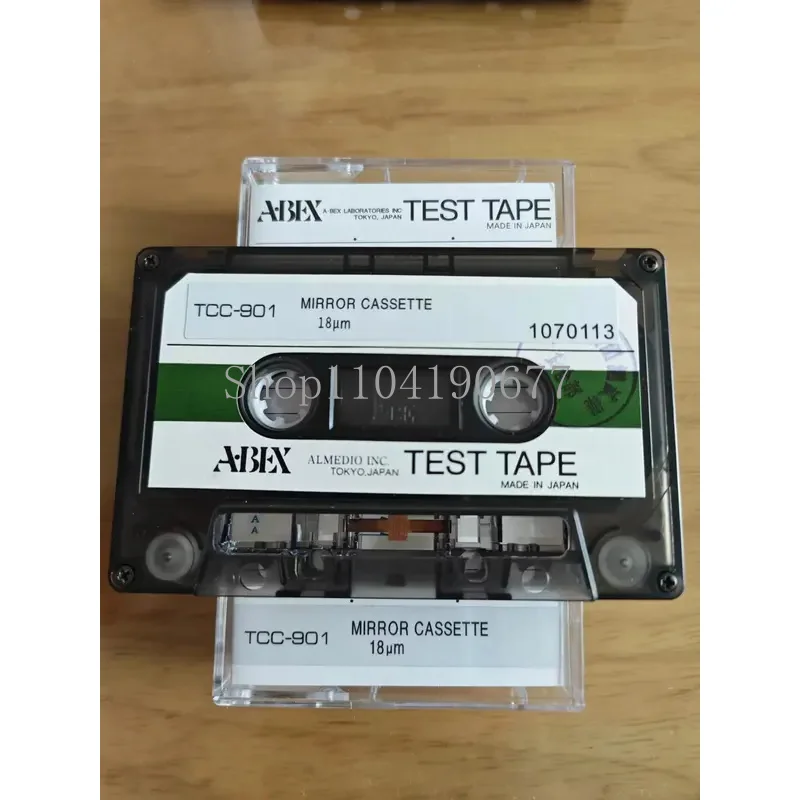 A·BEX A·BEX LABORATORIES INC TOKYO, JAPAN TEST TAPE
MADE IN JAPAN
TCC-901 MIRROR CASSETTE
18μm
1070113
Shop1104190677
A·BEX ALMEDIO INC. TOKYO, JAPAN TEST TAPE
MADE IN JAPAN
A
A
TCC-901 MIRROR CASSETTE
18μm